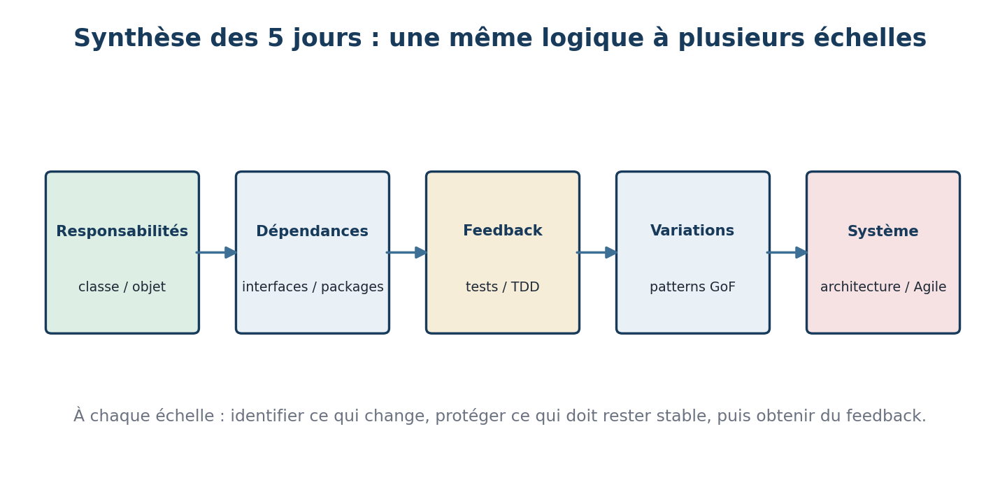 Synthèse des 5 jours : une même logique à plusieurs échelles
Responsabilités
classe / objet
Dépendances
interfaces / packages
Feedback
tests / TDD
Variations
patterns GoF
Système
architecture / Agile
À chaque échelle : identifier ce qui change, protéger ce qui doit rester stable, puis obtenir du feedback.